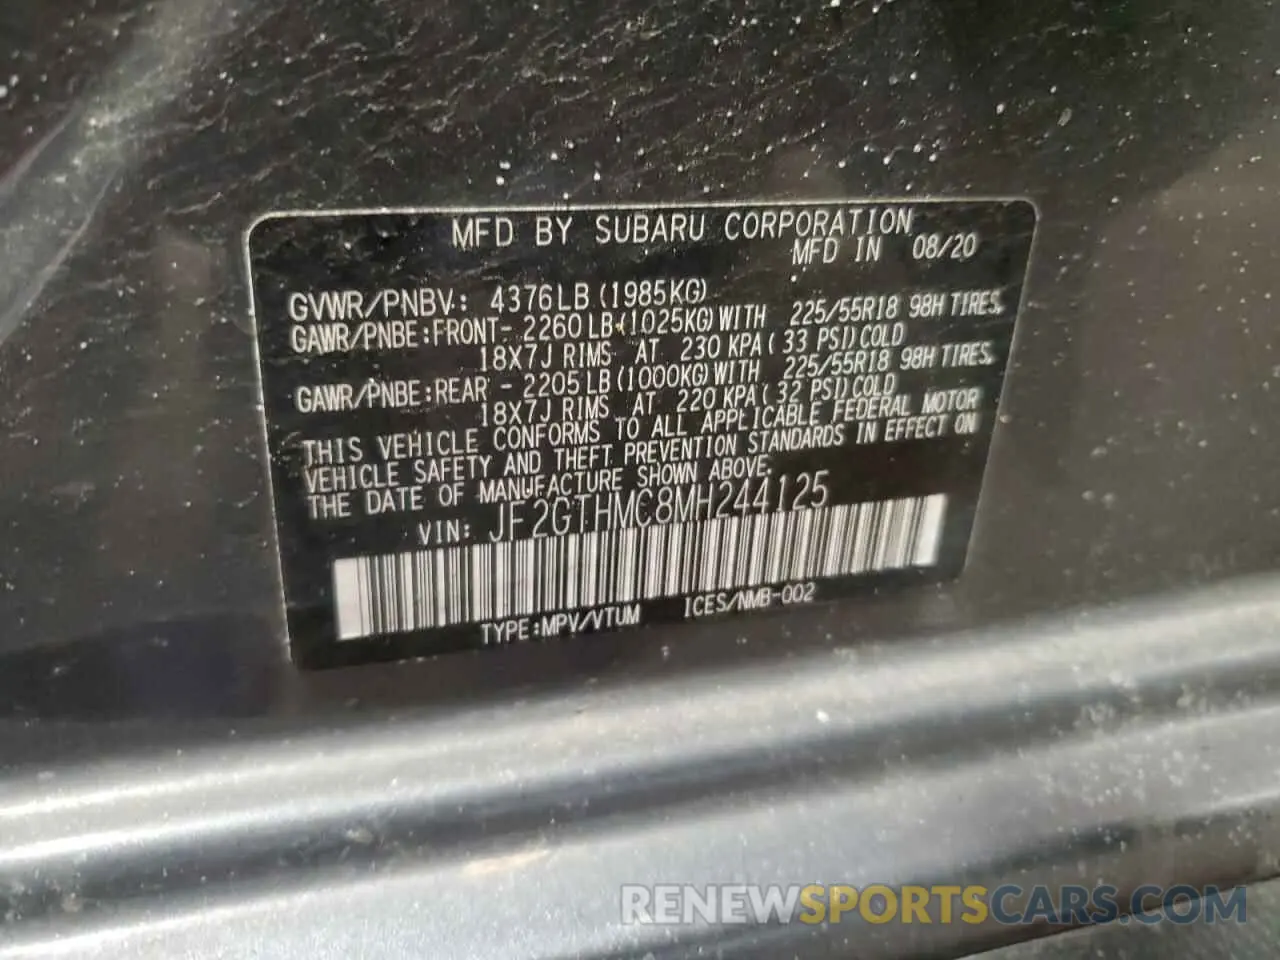 MFD BY SUBARU CORPORATION
MFD IN 08/20
GVWR/PNBV: 4376LB (1985KG)
GAWR/PNBE:FRONT- 2260LB(1025KG)WITH 225/55R18 98H TIRES,
18X7J RIMS AT 230 KPA( 33 PSI)COLD
GAWR/PNBE:REAR - 2205LB(1000KG)WITH 225/55R18 98H TIRES,
18X7J RIMS AT 220 KPA( 32 PSI)COLD
THIS VEHICLE CONFORMS TO ALL APPLICABLE FEDERAL MOTOR
VEHICLE SAFETY AND THEFT PREVENTION STANDARDS IN EFFECT ON
THE DATE OF MANUFACTURE SHOWN ABOVE.
VIN: JF2GTHMC8MH244125
TYPE:MPV/VTUM ICES/NMB-002
RENEWSPORTSCARS.COM